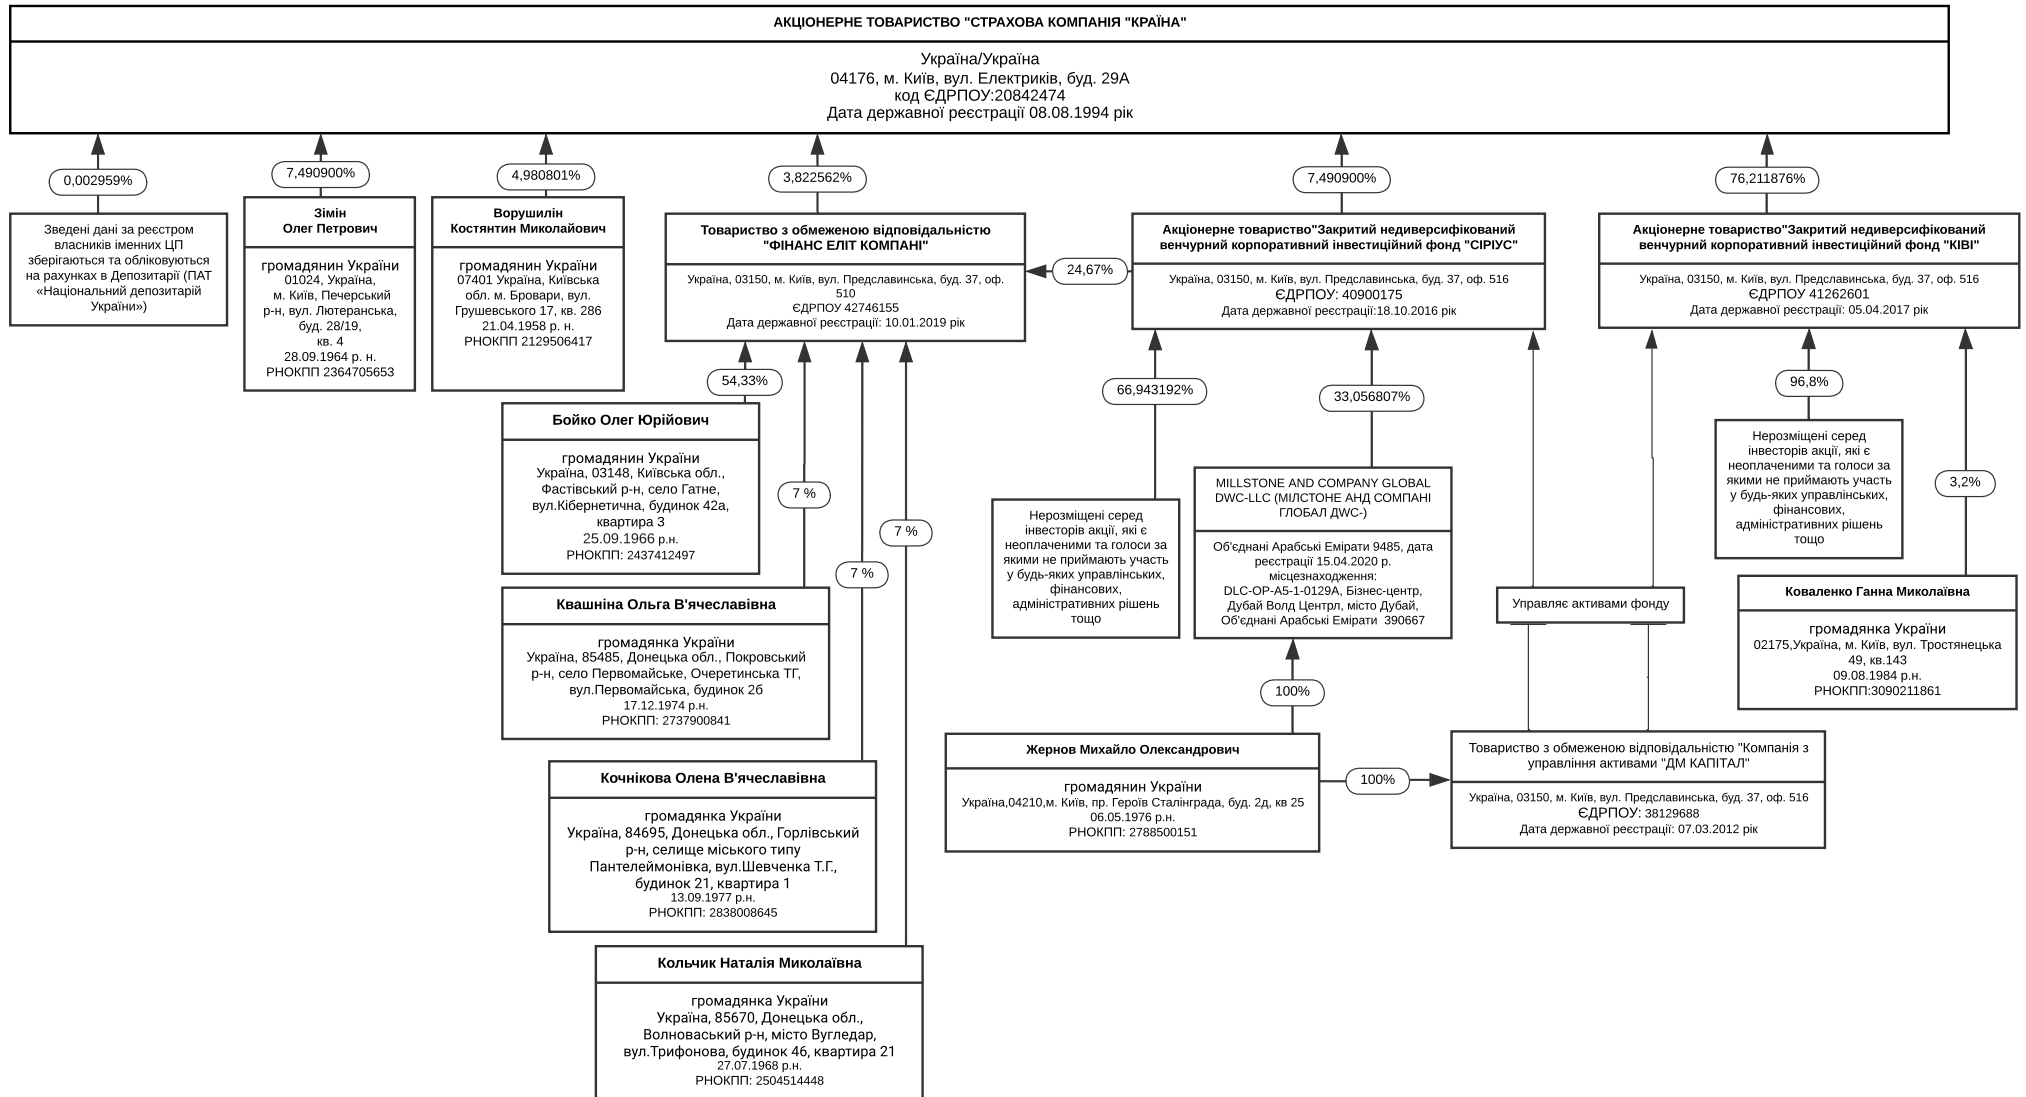 АКЦІОНЕРНЕ ТОВАРИСТВО "СТРАХОВА КОМПАНІЯ "КРАЇНА"
Україна/Україна
04176, м. Київ, вул. Електриків, буд. 29А
код ЄДРПОУ:20842474
Дата державної реєстрації 08.08.1994 рік
0,002959%
7,490900%
4,980801%
3,822562%
7,490900%
76,211876%
Зведені дані за реєстром
власників іменних ЦП
зберігаються та обліковуються
на рахунках в Депозитарії (ПАТ
«Національний депозитарій
України»)
Зімін
Олег Петрович
громадянин України
01024, Україна,
м. Київ, Печерський
р-н, вул. Лютеранська,
буд. 28/19,
кв. 4
28.09.1964 р. н.
РНОКПП 2364705653
Ворушилін
Костянтин Миколайович
громадянин України
07401 Україна, Київська
обл. м. Бровари, вул.
Грушевського 17, кв. 286
21.04.1958 р. н.
РНОКПП 2129506417
Товариство з обмеженою відповідальністю
"ФІНАНС ЕЛІТ КОМПАНІ"
Україна, 03150, м. Київ, вул. Предславинська, буд. 37, оф.
510
ЄДРПОУ 42746155
Дата державної реєстрації: 10.01.2019 рік
24,67%
Акціонерне товариство"Закритий недиверсифікований
венчурний корпоративний інвестиційний фонд "СІРІУС"
Україна, 03150, м. Київ, вул. Предславинська, буд. 37, оф. 516
ЄДРПОУ: 40900175
Дата державної реєстрації:18.10.2016 рік
Акціонерне товариство"Закритий недиверсифікований
венчурний корпоративний інвестиційний фонд "КІВІ"
Україна, 03150, м. Київ, вул. Предславинська, буд. 37, оф. 516
ЄДРПОУ 41262601
Дата державної реєстрації: 05.04.2017 рік
54,33%
7 %
7 %
7 %
66,943192%
33,056807%
96,8%
3,2%
Бойко Олег Юрійович
громадянин України
Україна, 03148, Київська обл.,
Фастівський р-н, село Гатне,
вул.Кібернетична, будинок 42а,
квартира 3
25.09.1966 р.н.
РНОКПП: 2437412497
Квашніна Ольга В'ячеславівна
громадянка України
Україна, 85485, Донецька обл., Покровський
р-н, село Первомайське, Очеретинська ТГ,
вул.Первомайська, будинок 2б
17.12.1974 р.н.
РНОКПП: 2737900841
Кочнікова Олена В'ячеславівна
громадянка України
Україна, 84695, Донецька обл., Горлівський
р-н, селище міського типу
Пантелеймонівка, вул.Шевченка Т.Г.,
будинок 21, квартира 1
13.09.1977 р.н.
РНОКПП: 2838008645
Кольчик Наталія Миколаївна
громадянка України
Україна, 85670, Донецька обл.,
Волноваський р-н, місто Вугледар,
вул.Трифонова, будинок 46, квартира 21
27.07.1968 р.н.
РНОКПП: 2504514448
Нерозміщені серед
інвесторів акції, які є
неоплаченими та голоси за
якими не приймають участь
у будь-яких управлінських,
фінансових,
адміністративних рішень
тощо
MILLSTONE AND COMPANY GLOBAL
DWC-LLC (МІЛСТОНЕ АНД СОМПАНІ
ГЛОБАЛ ДWC-)
Об'єднані Арабські Емірати 9485, дата
реєстрації 15.04.2020 р.
місцезнаходження:
DLC-OP-A5-1-0129A, Бізнес-центр,
Дубай Волд Центрл, місто Дубай,
Об'єднані Арабські Емірати  390667
Нерозміщені серед
інвесторів акції, які є
неоплаченими та голоси за
якими не приймають участь
у будь-яких управлінських,
фінансових,
адміністративних рішень
тощо
Управляє активами фонду
Коваленко Ганна Миколаївна
громадянка України
02175,Україна, м. Київ, вул. Тростянецька
49, кв.143
09.08.1984 р.н.
РНОКПП:3090211861
100%
Жернов Михайло Олександрович
громадянин України
Україна,04210,м. Київ, пр. Героїв Сталінграда, буд. 2д, кв 25
06.05.1976 р.н.
РНОКПП: 2788500151
100%
Товариство з обмеженою відповідальністю "Компанія з
управління активами "ДМ КАПІТАЛ"
Україна, 03150, м. Київ, вул. Предславинська, буд. 37, оф. 516
ЄДРПОУ: 38129688
Дата державної реєстрації: 07.03.2012 рік